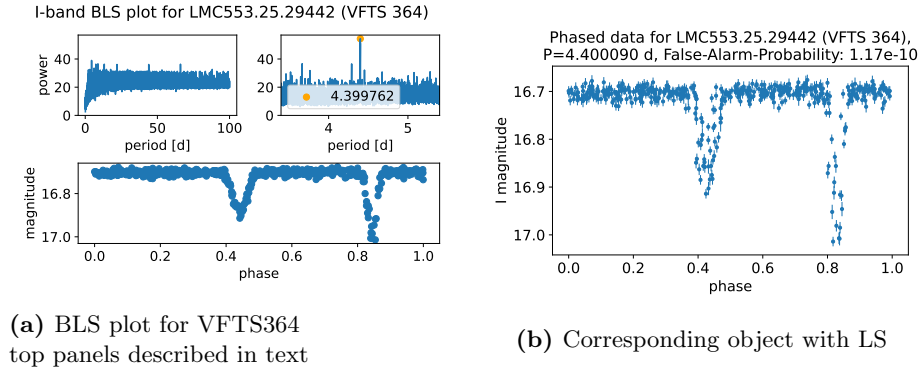 I-band BLS plot for LMC553.25.29442 (VFTS 364)
power
40
20
0
0
50
100
period [d]
40
20
0
4.399762
4
5
period [d]
magnitude
16.8
17.0
0.0
0.2
0.4
0.6
0.8
1.0
phase
(a) BLS plot for VFTS364
top panels described in text
Phased data for LMC553.25.29442 (VFTS 364),
P=4.400090 d, False-Alarm-Probability: 1.17e-10
I magnitude
16.7
16.8
16.9
17.0
0.0
0.2
0.4
0.6
0.8
1.0
phase
(b) Corresponding object with LS